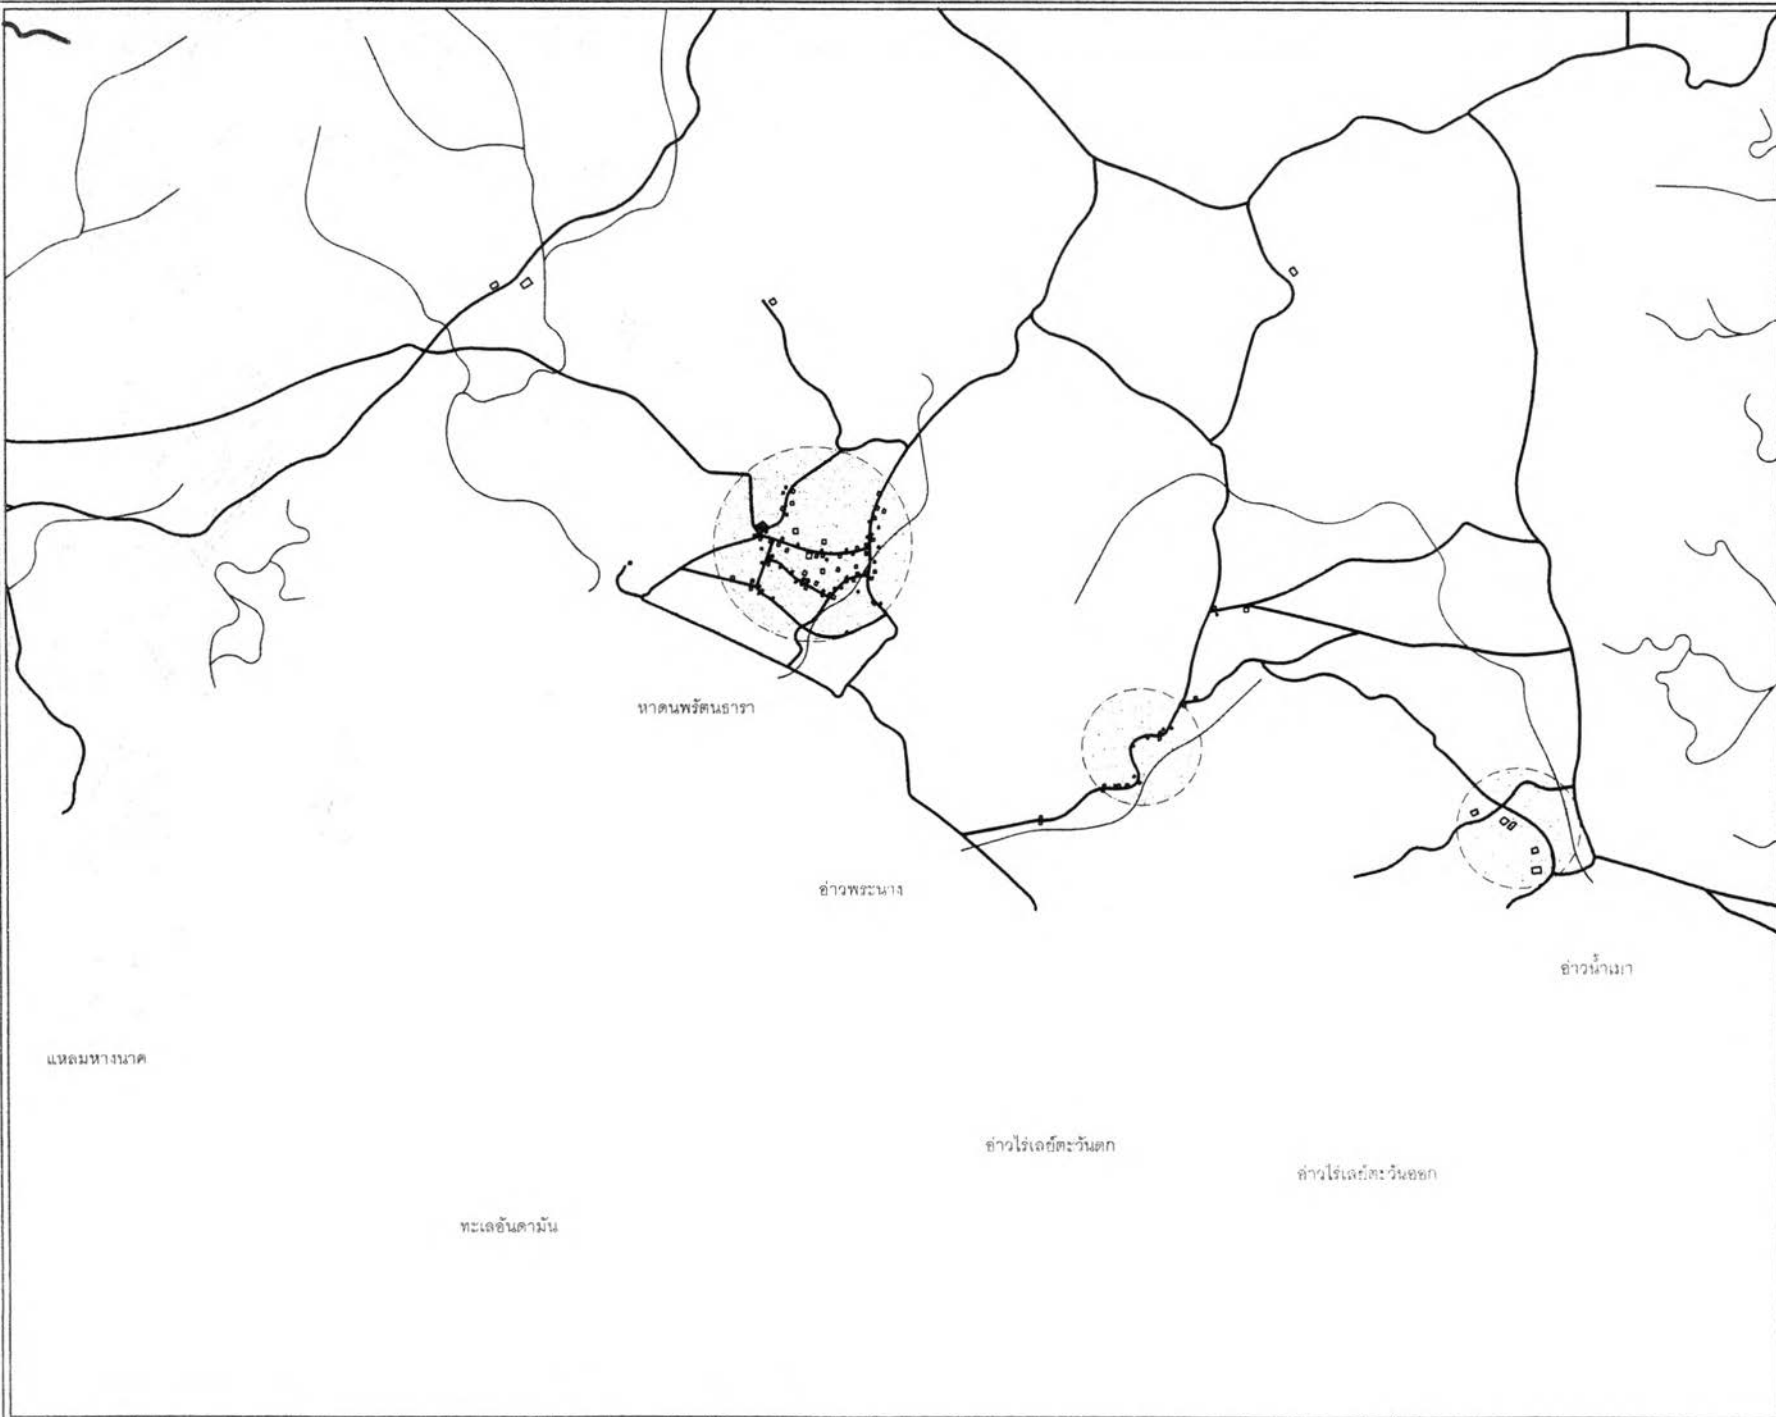 หาดนพรัตนธารา
อ่าวพระนาง
อ่าวน้ำเมา
แหลมหางนาค
อ่าวไร่เลย์ตะวันตก
อ่าวไร่เลย์ตะวันออก
ทะเลอันดามัน